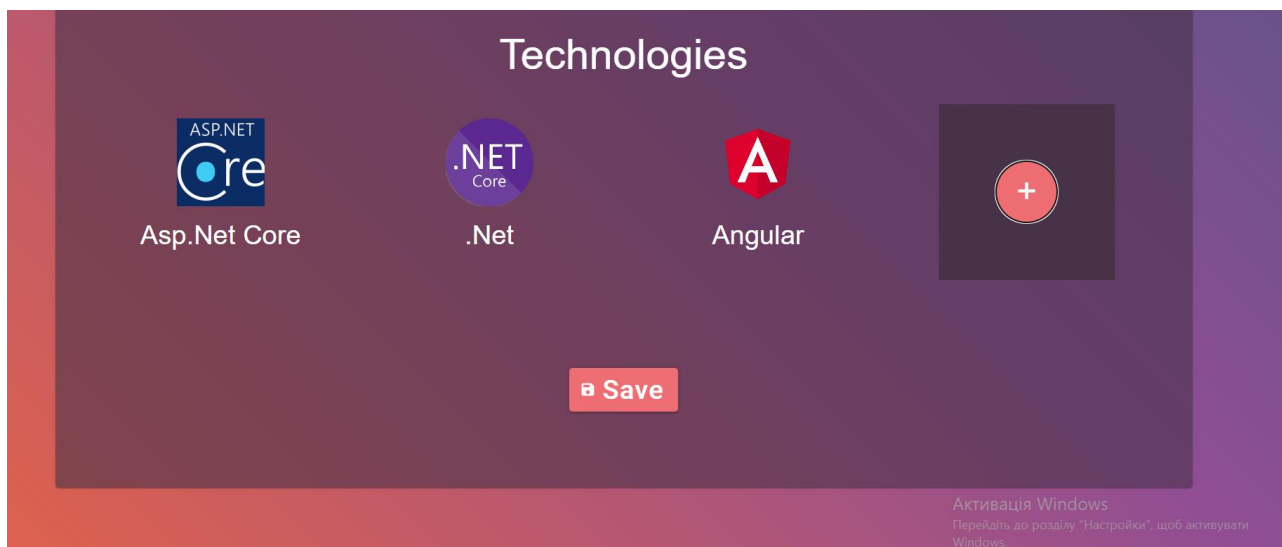 Technologies
ASP.NET
Core
.NET
Core
A
+
Asp.Net Core
.Net
Angular
Save
Активація Windows
Перейдіть до розділу "Настройки", щоб активувати
Windows.